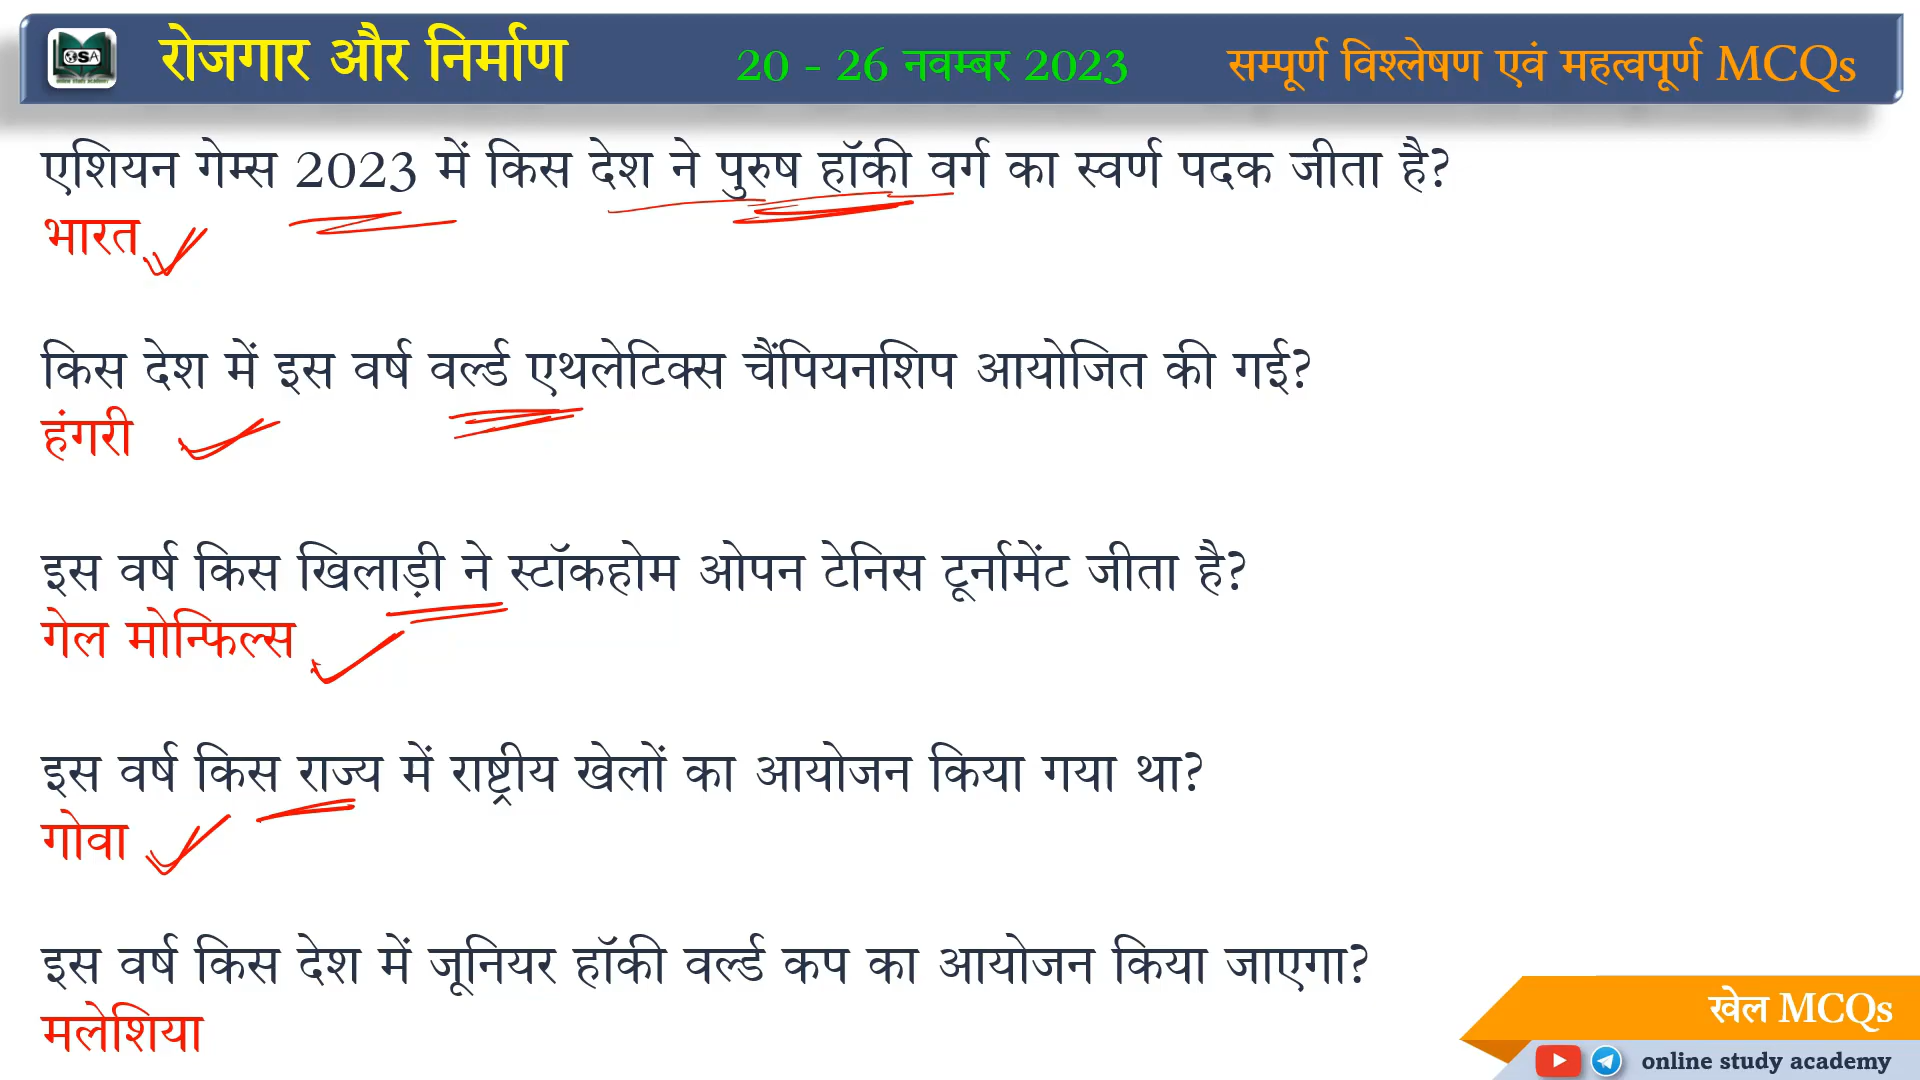 OSA
रोजगार और निर्माण
20 - 26 नवम्बर 2023
सम्पूर्ण विश्लेषण एवं महत्वपूर्ण MCQs
एशियन गेम्स 2023 में किस देश ने पुरुष हॉकी वर्ग का स्वर्ण पदक जीता है?
भारत
किस देश में इस वर्ष वर्ल्ड एथलेटिक्स चैंपियनशिप आयोजित की गई?
हंगरी
इस वर्ष किस खिलाड़ी ने स्टॉकहोम ओपन टेनिस टूर्नामेंट जीता है?
गेल मोन्फिल्स
इस वर्ष किस राज्य में राष्ट्रीय खेलों का आयोजन किया गया था?
गोवा
इस वर्ष किस देश में जूनियर हॉकी वर्ल्ड कप का आयोजन किया जाएगा?
मलेशिया
खेल MCQs
online study academy